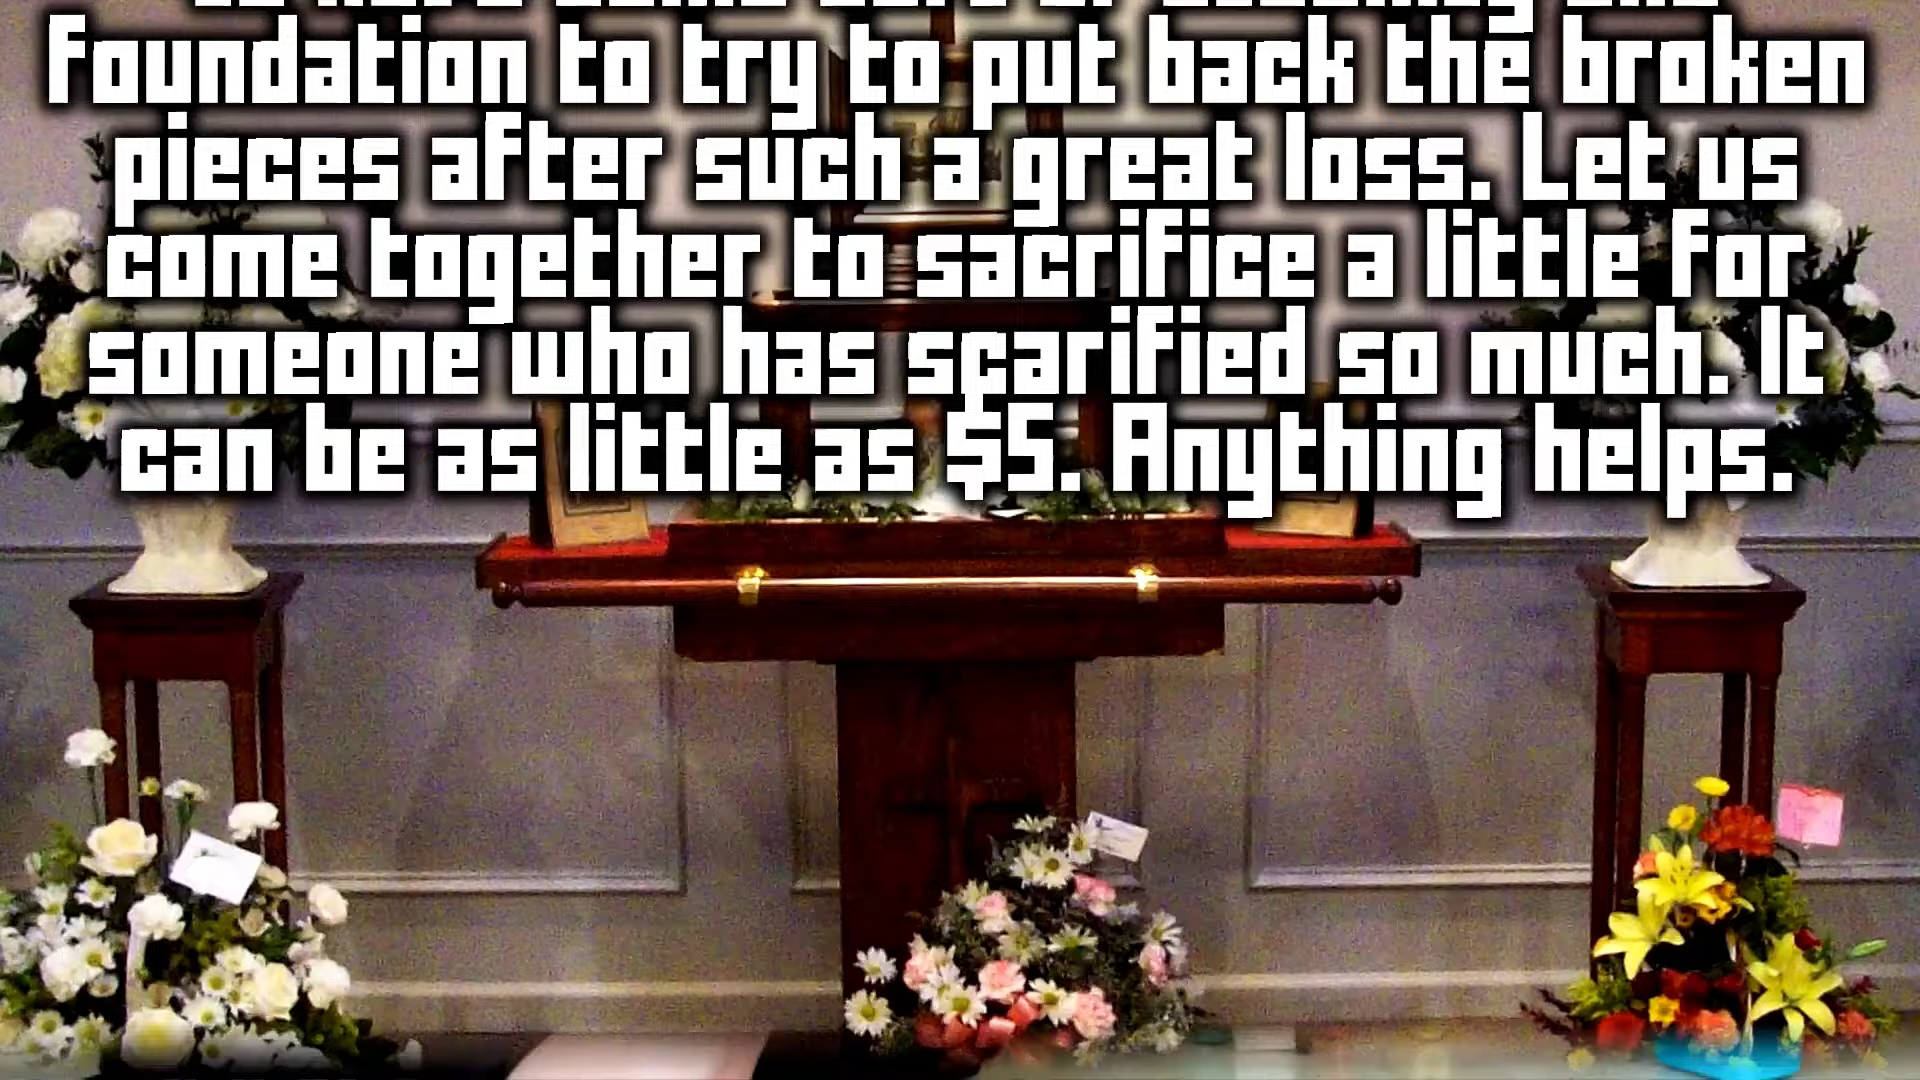 foundation to try to put back the broken
pieces after such a great loss. Let us
come together to sacrifice a little for
someone who has scarified so much. It
can be as little as $5. Anything helps.